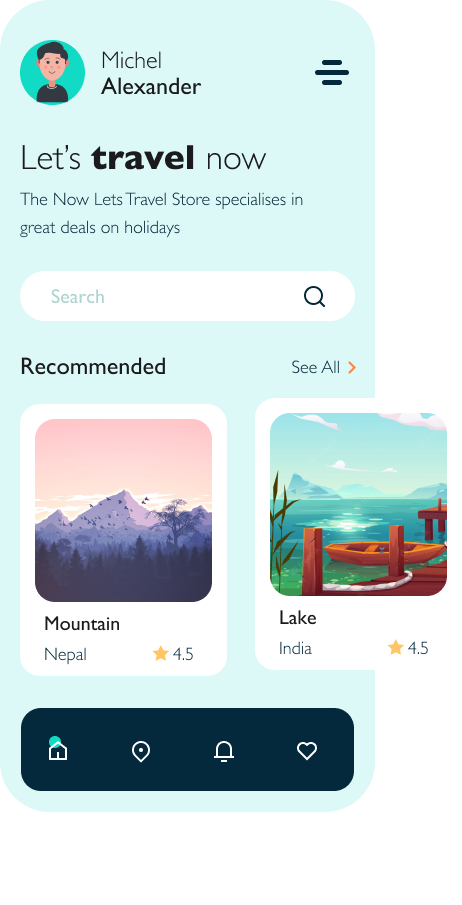 Michel
Alexander
Let's travel now
The Now Lets Travel Store specialises in
great deals on holidays
Search
Recommended
See All
Mountain
Nepal
4.5
Lake
India
4.5